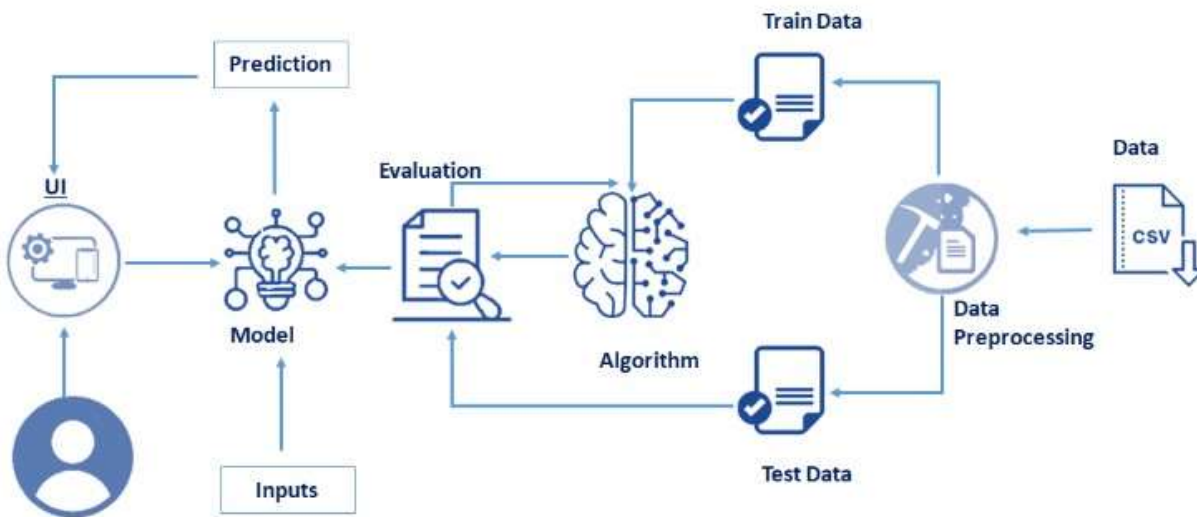 Train Data
Prediction
Data
Evaluation
UI
CSV
Model
Data
Preprocessing
Algorithm
Inputs
Test Data